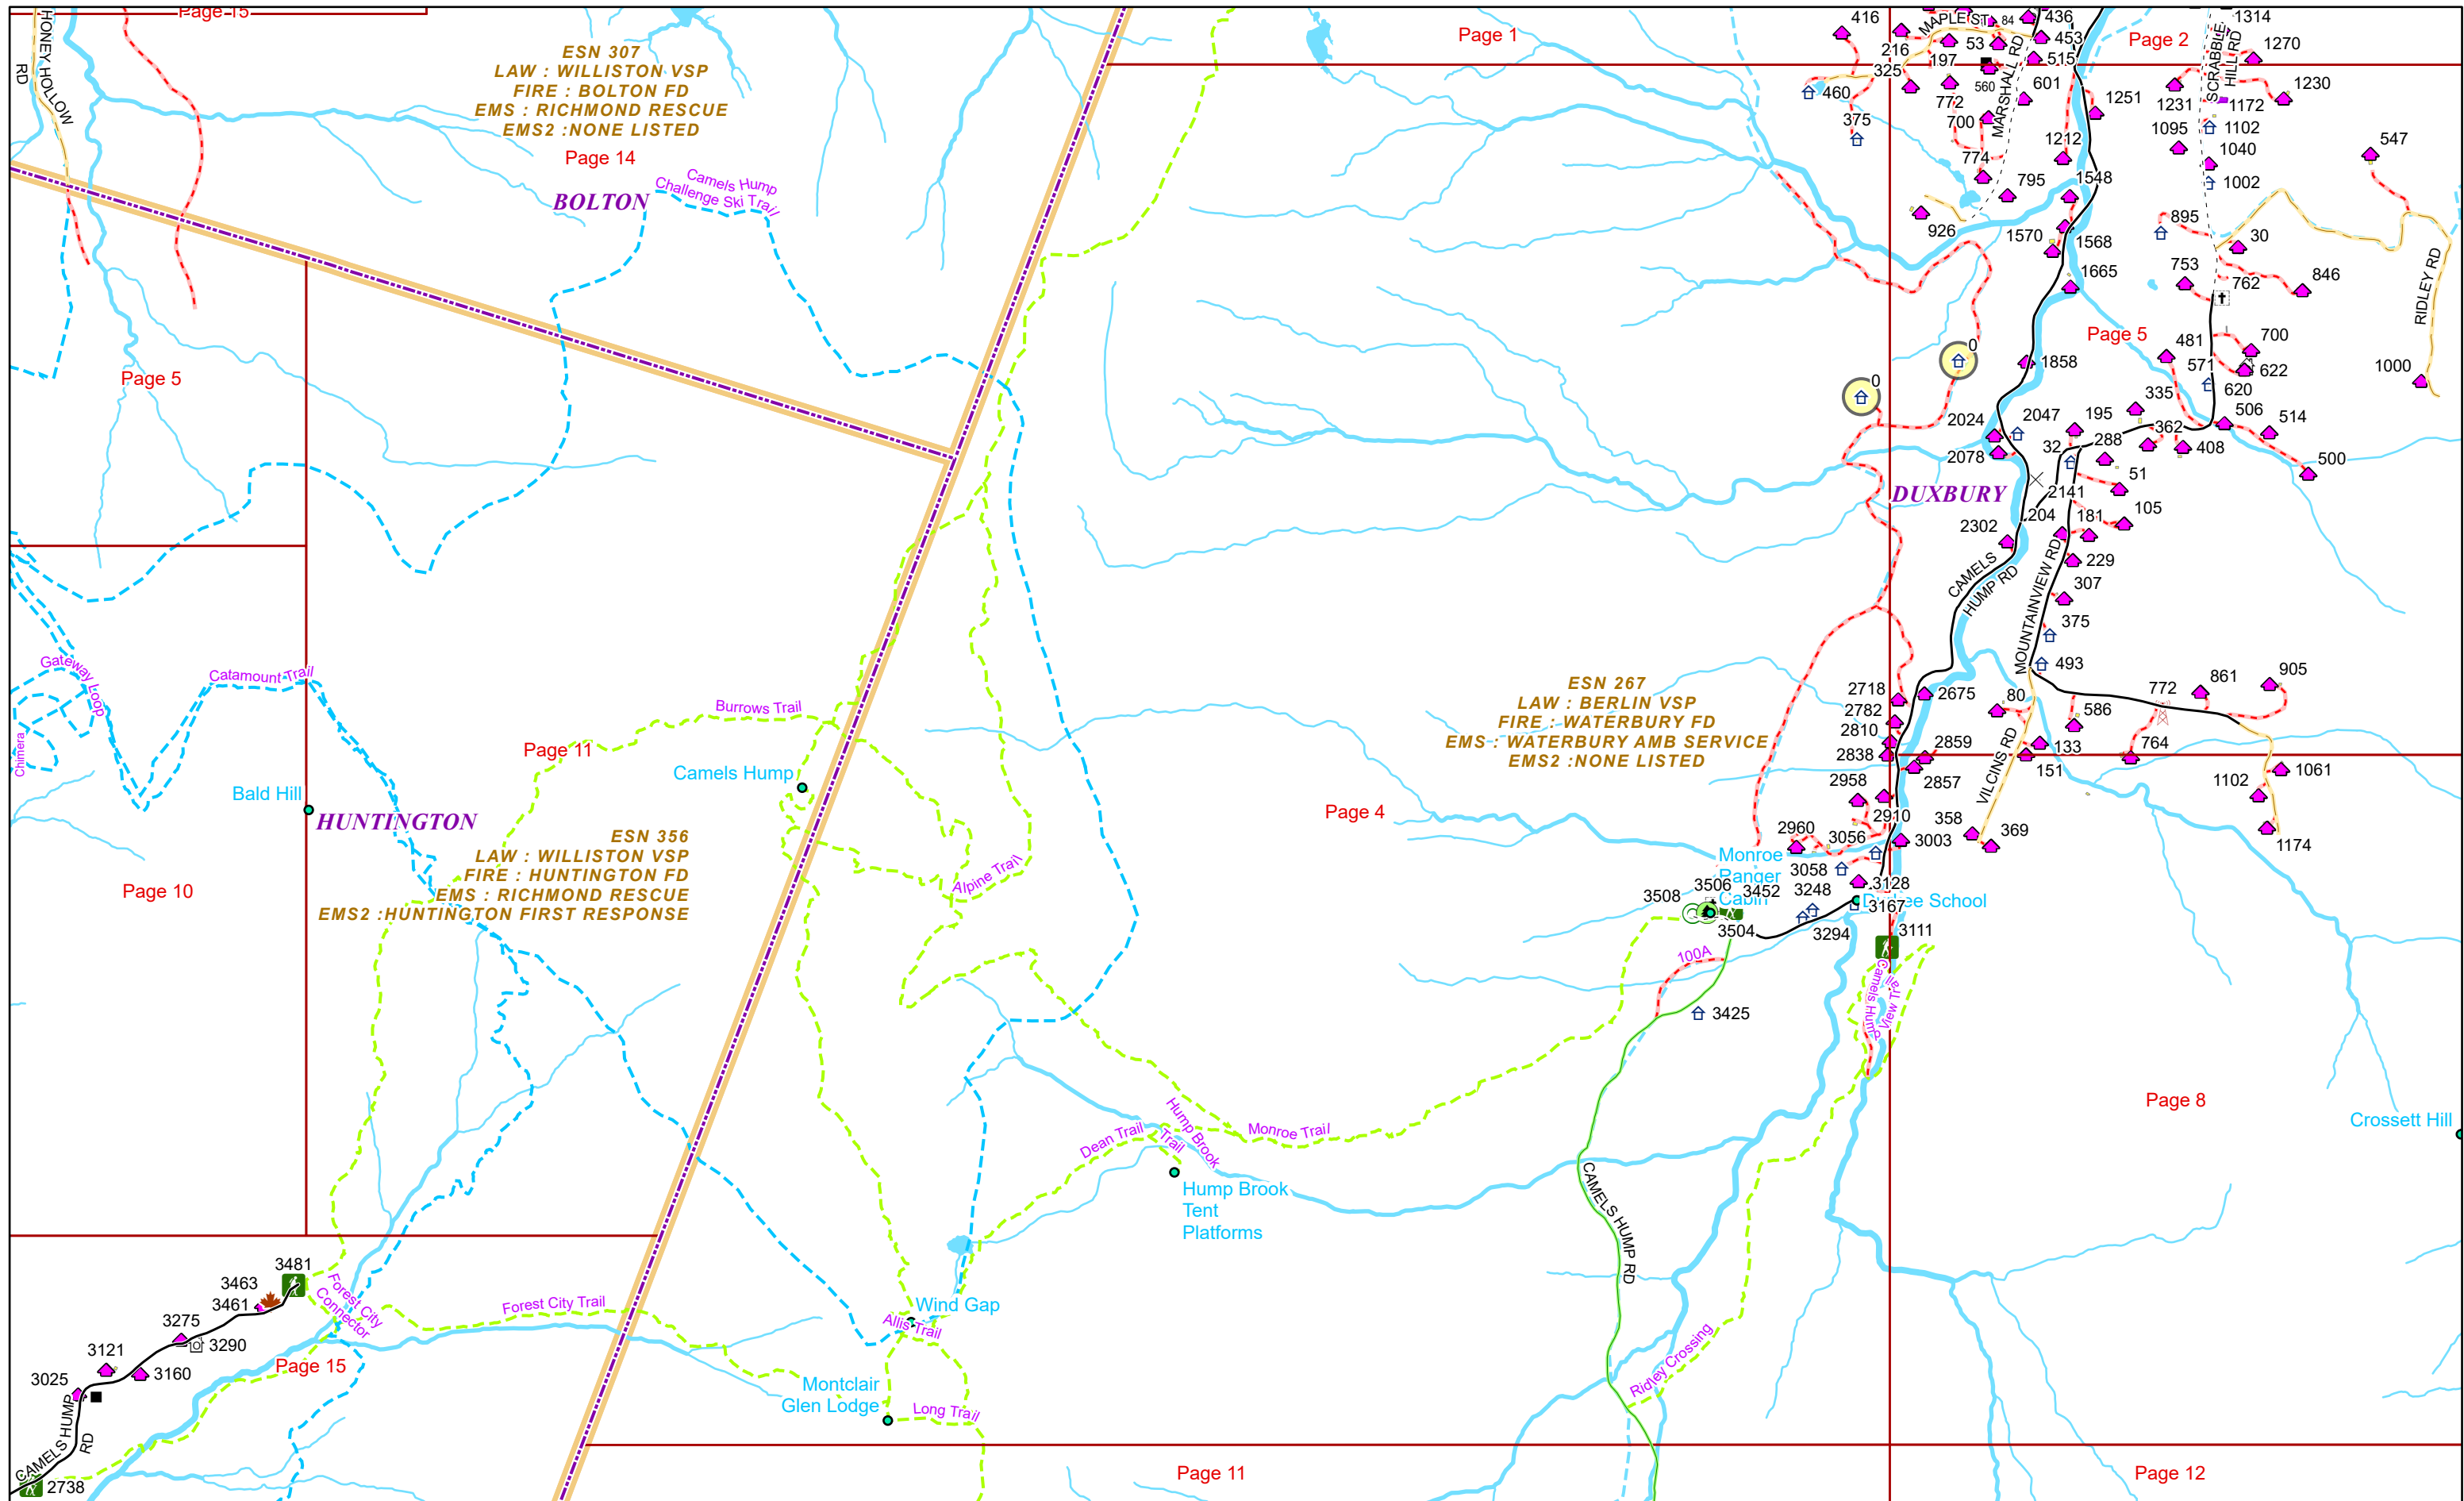 Page 15
HONEY HOLLOW
RD
ESN 307
LAW : WILLISTON VSP
FIRE : BOLTON FD
EMS : RICHMOND RESCUE
EMS2 :NONE LISTED
Page 14
BOLTON
Camels Hump
Challenge Ski Trail
Page 1
416
MAPLE ST
84
436
216
53
453
197
325
515
460
772
560
601
375
700
MARSHALL RD
774
795
926
Page 2
1314
SCRABBLE
HILL RD
1270
1230
1231
1172
1251
1095
1102
1212
1040
547
1548
1002
895
1570
1568
30
753
762
846
1665
RIDLEY RD
Page 5
Page 5
0
0
1858
481
700
571
622
620
1000
335
2024
2047
195
506
514
362
288
32
408
2078
500
51
DUXBURY
2141
105
204
181
2302
229
CAMELS
HUMP RD
MOUNTAINVIEW RD
307
375
493
Gateway Loop
Catamount Trail
Chimera
Burrows Trail
Page 11
Camels Hump
Bald Hill
HUNTINGTON
ESN 356
LAW : WILLISTON VSP
FIRE : HUNTINGTON FD
EMS : RICHMOND RESCUE
EMS2 :HUNTINGTON FIRST RESPONSE
Page 10
Alpine Trail
ESN 267
LAW : BERLIN VSP
FIRE : WATERBURY FD
EMS : WATERBURY AMB SERVICE
EMS2 :NONE LISTED
Page 4
2718
2675
2782
2810
2838
2859
2857
2958
2910
80
586
772
861
905
133
151
764
VILCINS RD
1102
1061
358
369
1174
2960
3056
3003
Monroe
Ranger
Cabin
3058
3128
3508
3506
3452
3248
3167
School
3504
3294
3111
100A
3425
Camels Hump
View Trail
Page 8
Crossett Hill
Dean Trail
Hump Brook
Trail
Monroe Trail
Hump Brook
Tent
Platforms
CAMELS HUMP RD
3481
3463
3461
3275
3290
3121
3160
3025
CAMELS HUMP
RD
2738
Forest City
Connector
Page 15
Forest City Trail
Wind Gap
Allis Trail
Montclair
Glen Lodge
Long Trail
Ridley Crossing
Page 11
Page 12